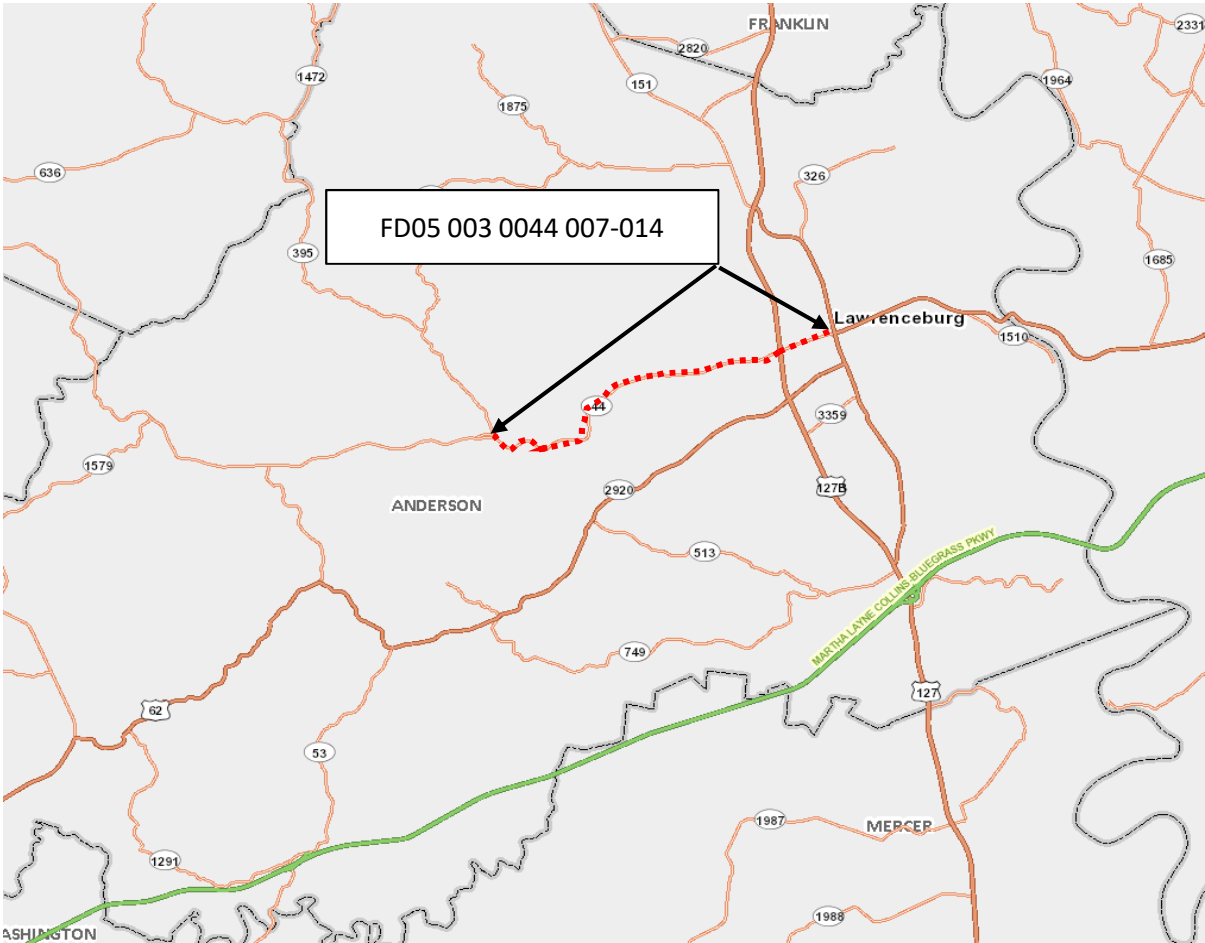 FRANKLIN
2331
2820
1472
151
1964
1875
636
326
FD05 003 0044 007-014
395
1685
Lawrenceburg
1510
44
3359
1579
2920
127B
ANDERSON
MARTHA LAYNE COLLINS-BLUEGRASS PKWY
513
749
127
62
53
1987
MERCER
1291
1988
ASHINGTON